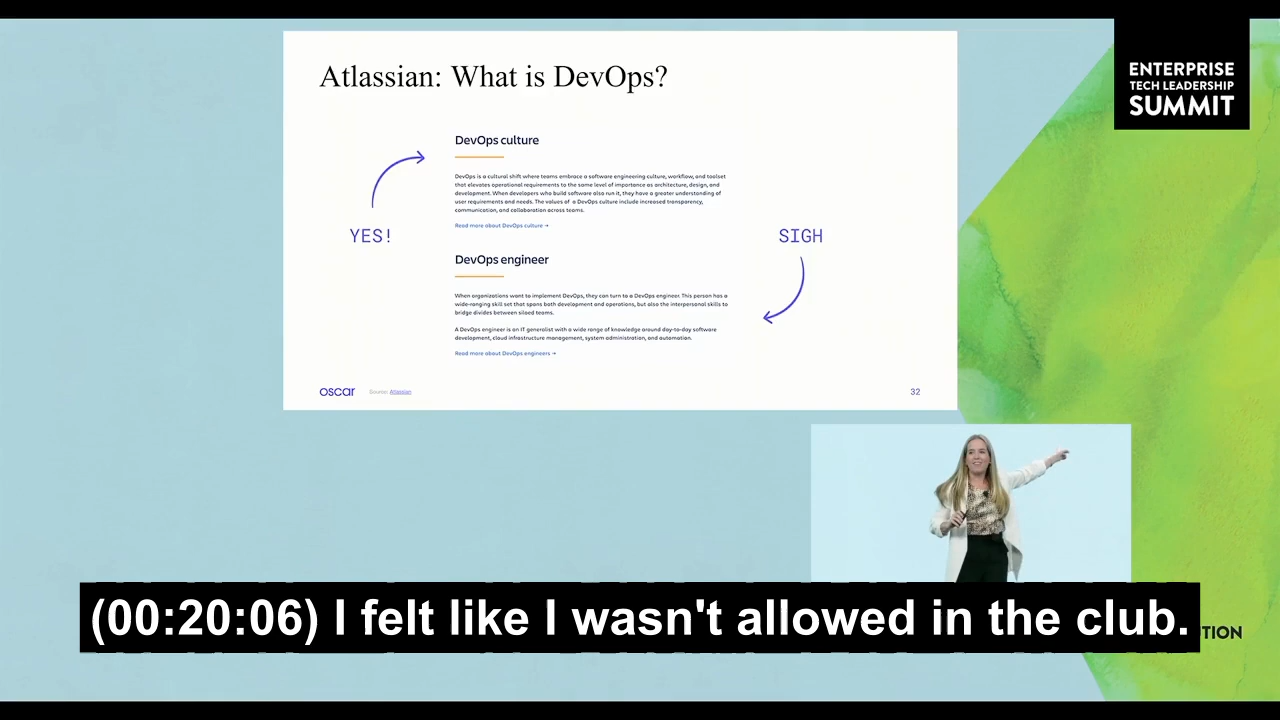 Atlassian: What is DevOps?
ENTERPRISE
TECH LEADERSHIP
SUMMIT
DevOps culture
DevOps is a cultural shift where teams embrace a software engineering culture, workflow, and toolset
that elevates operational requirements to the same level of importance as architecture, design, and
development. When developers who build software also run it, they have a greater understanding of
user requirements and needs. The values of a DevOps culture include increased transparency,
communication, and collaboration across teams.
Read more about DevOps culture →
YES!
SIGH
DevOps engineer
When organizations want to implement DevOps, they can turn to a DevOps engineer. This person has a
wide-ranging skill set that spans both development and operations, but also the interpersonal skills to
bridge divides between siloed teams.
A DevOps engineer is an IT generalist with a wide range of knowledge around day-to-day software
development, cloud infrastructure management, system administration, and automation.
Read more about DevOps engineers →
oscar
Source: Atlassian
32
(00:20:06) I felt like I wasn't allowed in the club.